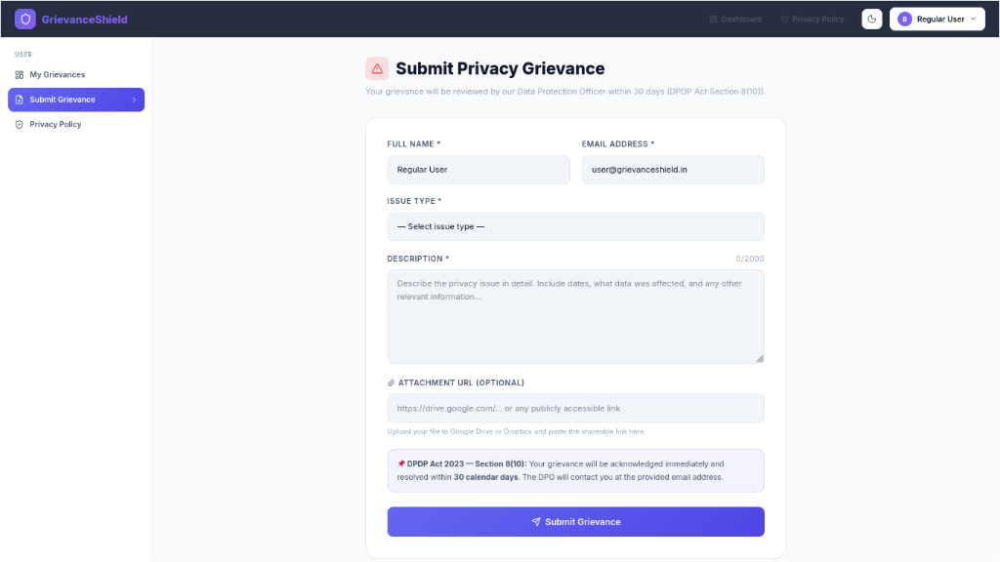 GrievanceShield
Dashboard
Privacy Policy
R
Regular User
USER
My Grievances
Submit Grievance
Privacy Policy
Submit Privacy Grievance
Your grievance will be reviewed by our Data Protection Officer within 30 days (DPDP Act Section 8(10)).
FULL NAME *
EMAIL ADDRESS *
Regular User
user@grievanceshield.in
ISSUE TYPE *
— Select issue type —
DESCRIPTION *
0/2000
Describe the privacy issue in detail. Include dates, what data was affected, and any other
relevant information...
ATTACHMENT URL (OPTIONAL)
https://drive.google.com/... or any publicly accessible link
Upload your file to Google Drive or Dropbox and paste the shareable link here.
📌 DPDP Act 2023 — Section 8(10): Your grievance will be acknowledged immediately and
resolved within 30 calendar days. The DPO will contact you at the provided email address.
Submit Grievance